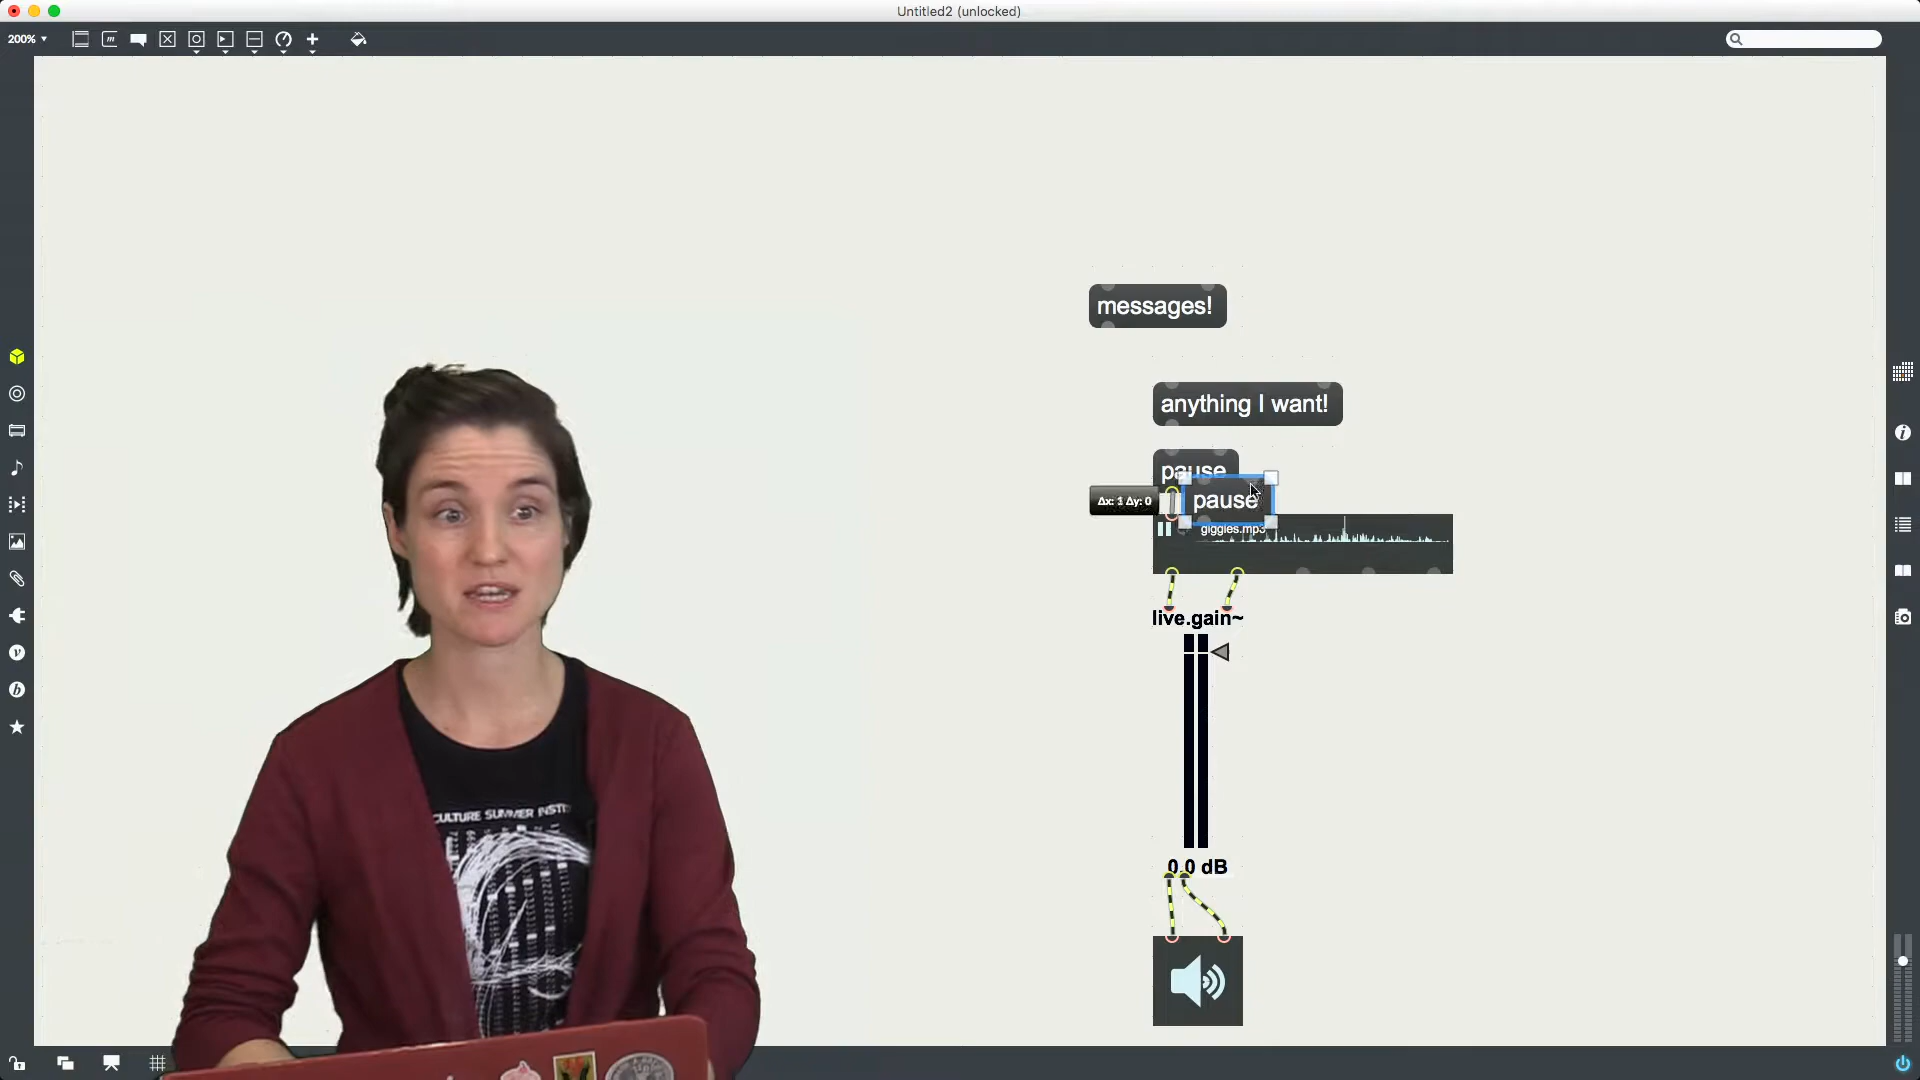 Untitled2 (unlocked)
200%
messages!
anything I want!
pause
Δx: 1 Δy: 0
pause
giggles.mp3
live.gain~
0.0 dB
CULTURE SUMMER